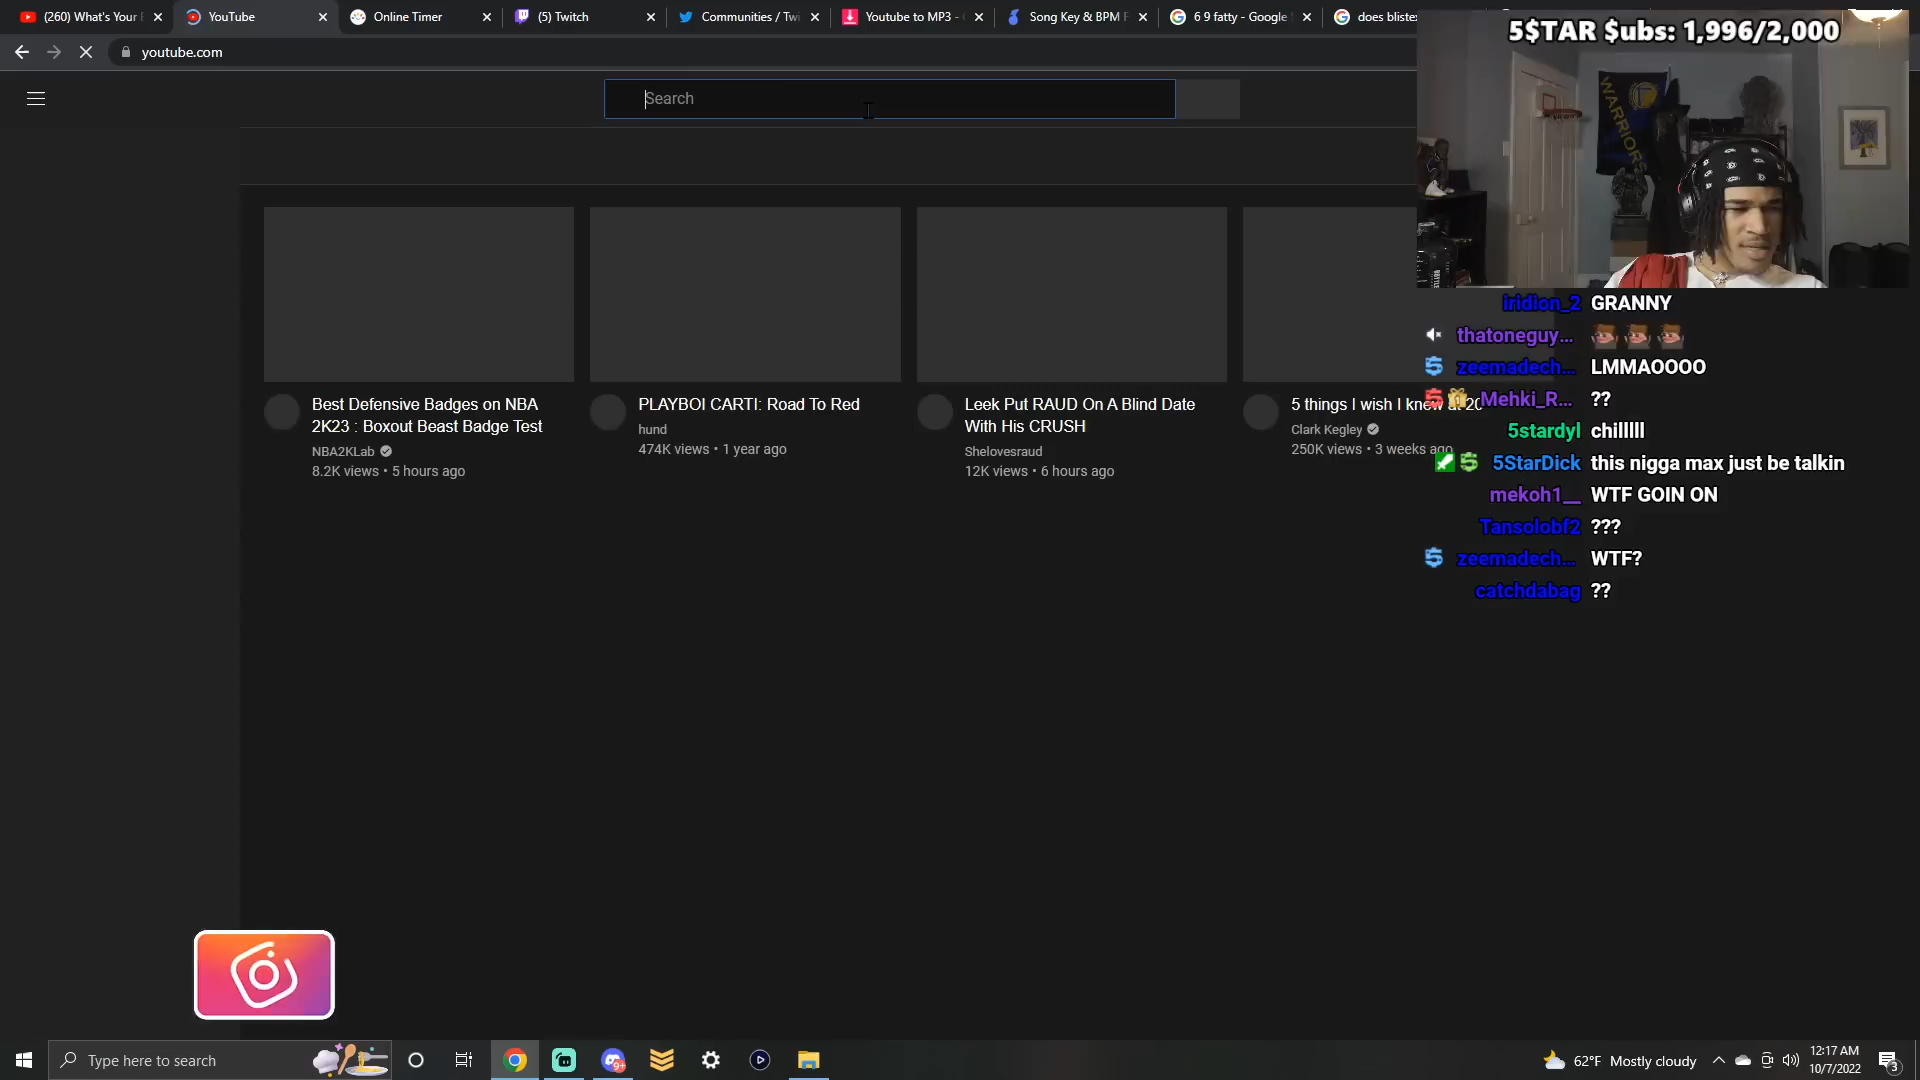 (260) What's Your
YouTube
Online Timer
(5) Twitch
Communities / Twi
Youtube to MP3 -
Song Key & BPM F
6 9 fatty - Google
does bliste
youtube.com
5$TAR $ubs: 1,996/2,000
Search
WARRIORS
iridion_2 GRANNY
thatoneguy...
zeemadech... LMMAOOOO
Mehki_R... ??
5stardyl chilllll
5StarDick this nigga max just be talkin
mekoh1__ WTF GOIN ON
Tansolobf2 ???
zeemadech... WTF?
catchdabag ??
Best Defensive Badges on NBA
2K23 : Boxout Beast Badge Test
NBA2KLab
8.2K views • 5 hours ago
PLAYBOI CARTI: Road To Red
hund
474K views • 1 year ago
Leek Put RAUD On A Blind Date
With His CRUSH
Shelovesraud
12K views • 6 hours ago
5 things I wish I knew at 20
Clark Kegley
250K views • 3 weeks ago
Type here to search
9+
62°F Mostly cloudy
12:17 AM
10/7/2022
3